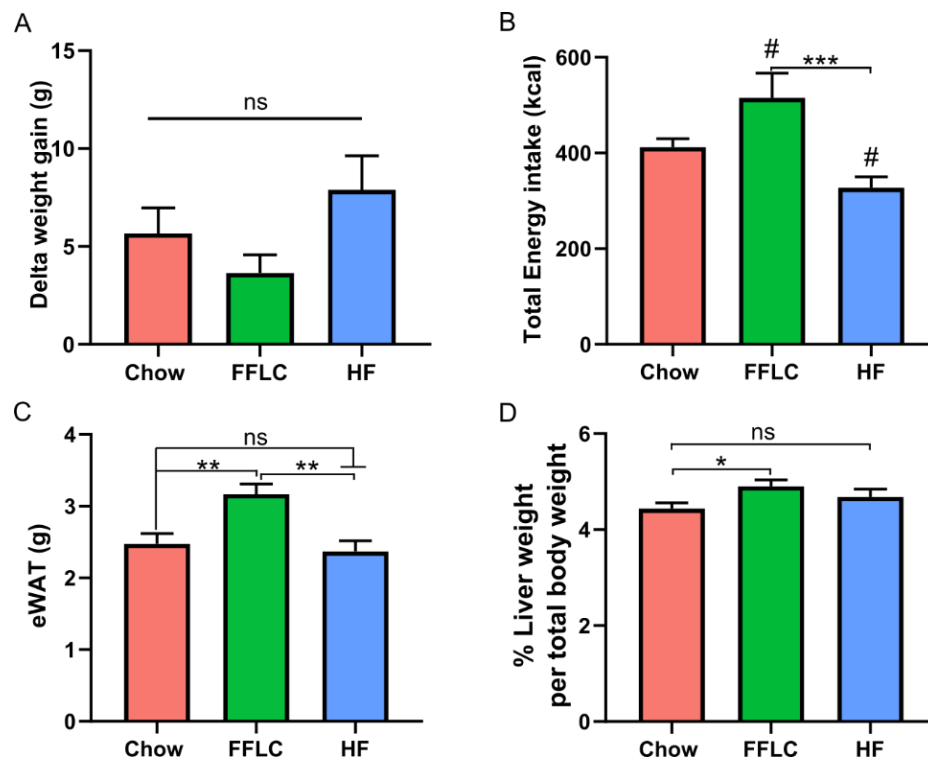 A
Delta weight gain (g)
15
10
5
0
ns
Chow FFLC HF
B
Total Energy intake (kcal)
600
400
200
0
#
***
#
Chow FFLC HF
C
eWAT (g)
4
3
2
1
0
ns
** **
Chow FFLC HF
D
% Liver weight
per total body weight
6
4
2
0
ns
*
Chow FFLC HF